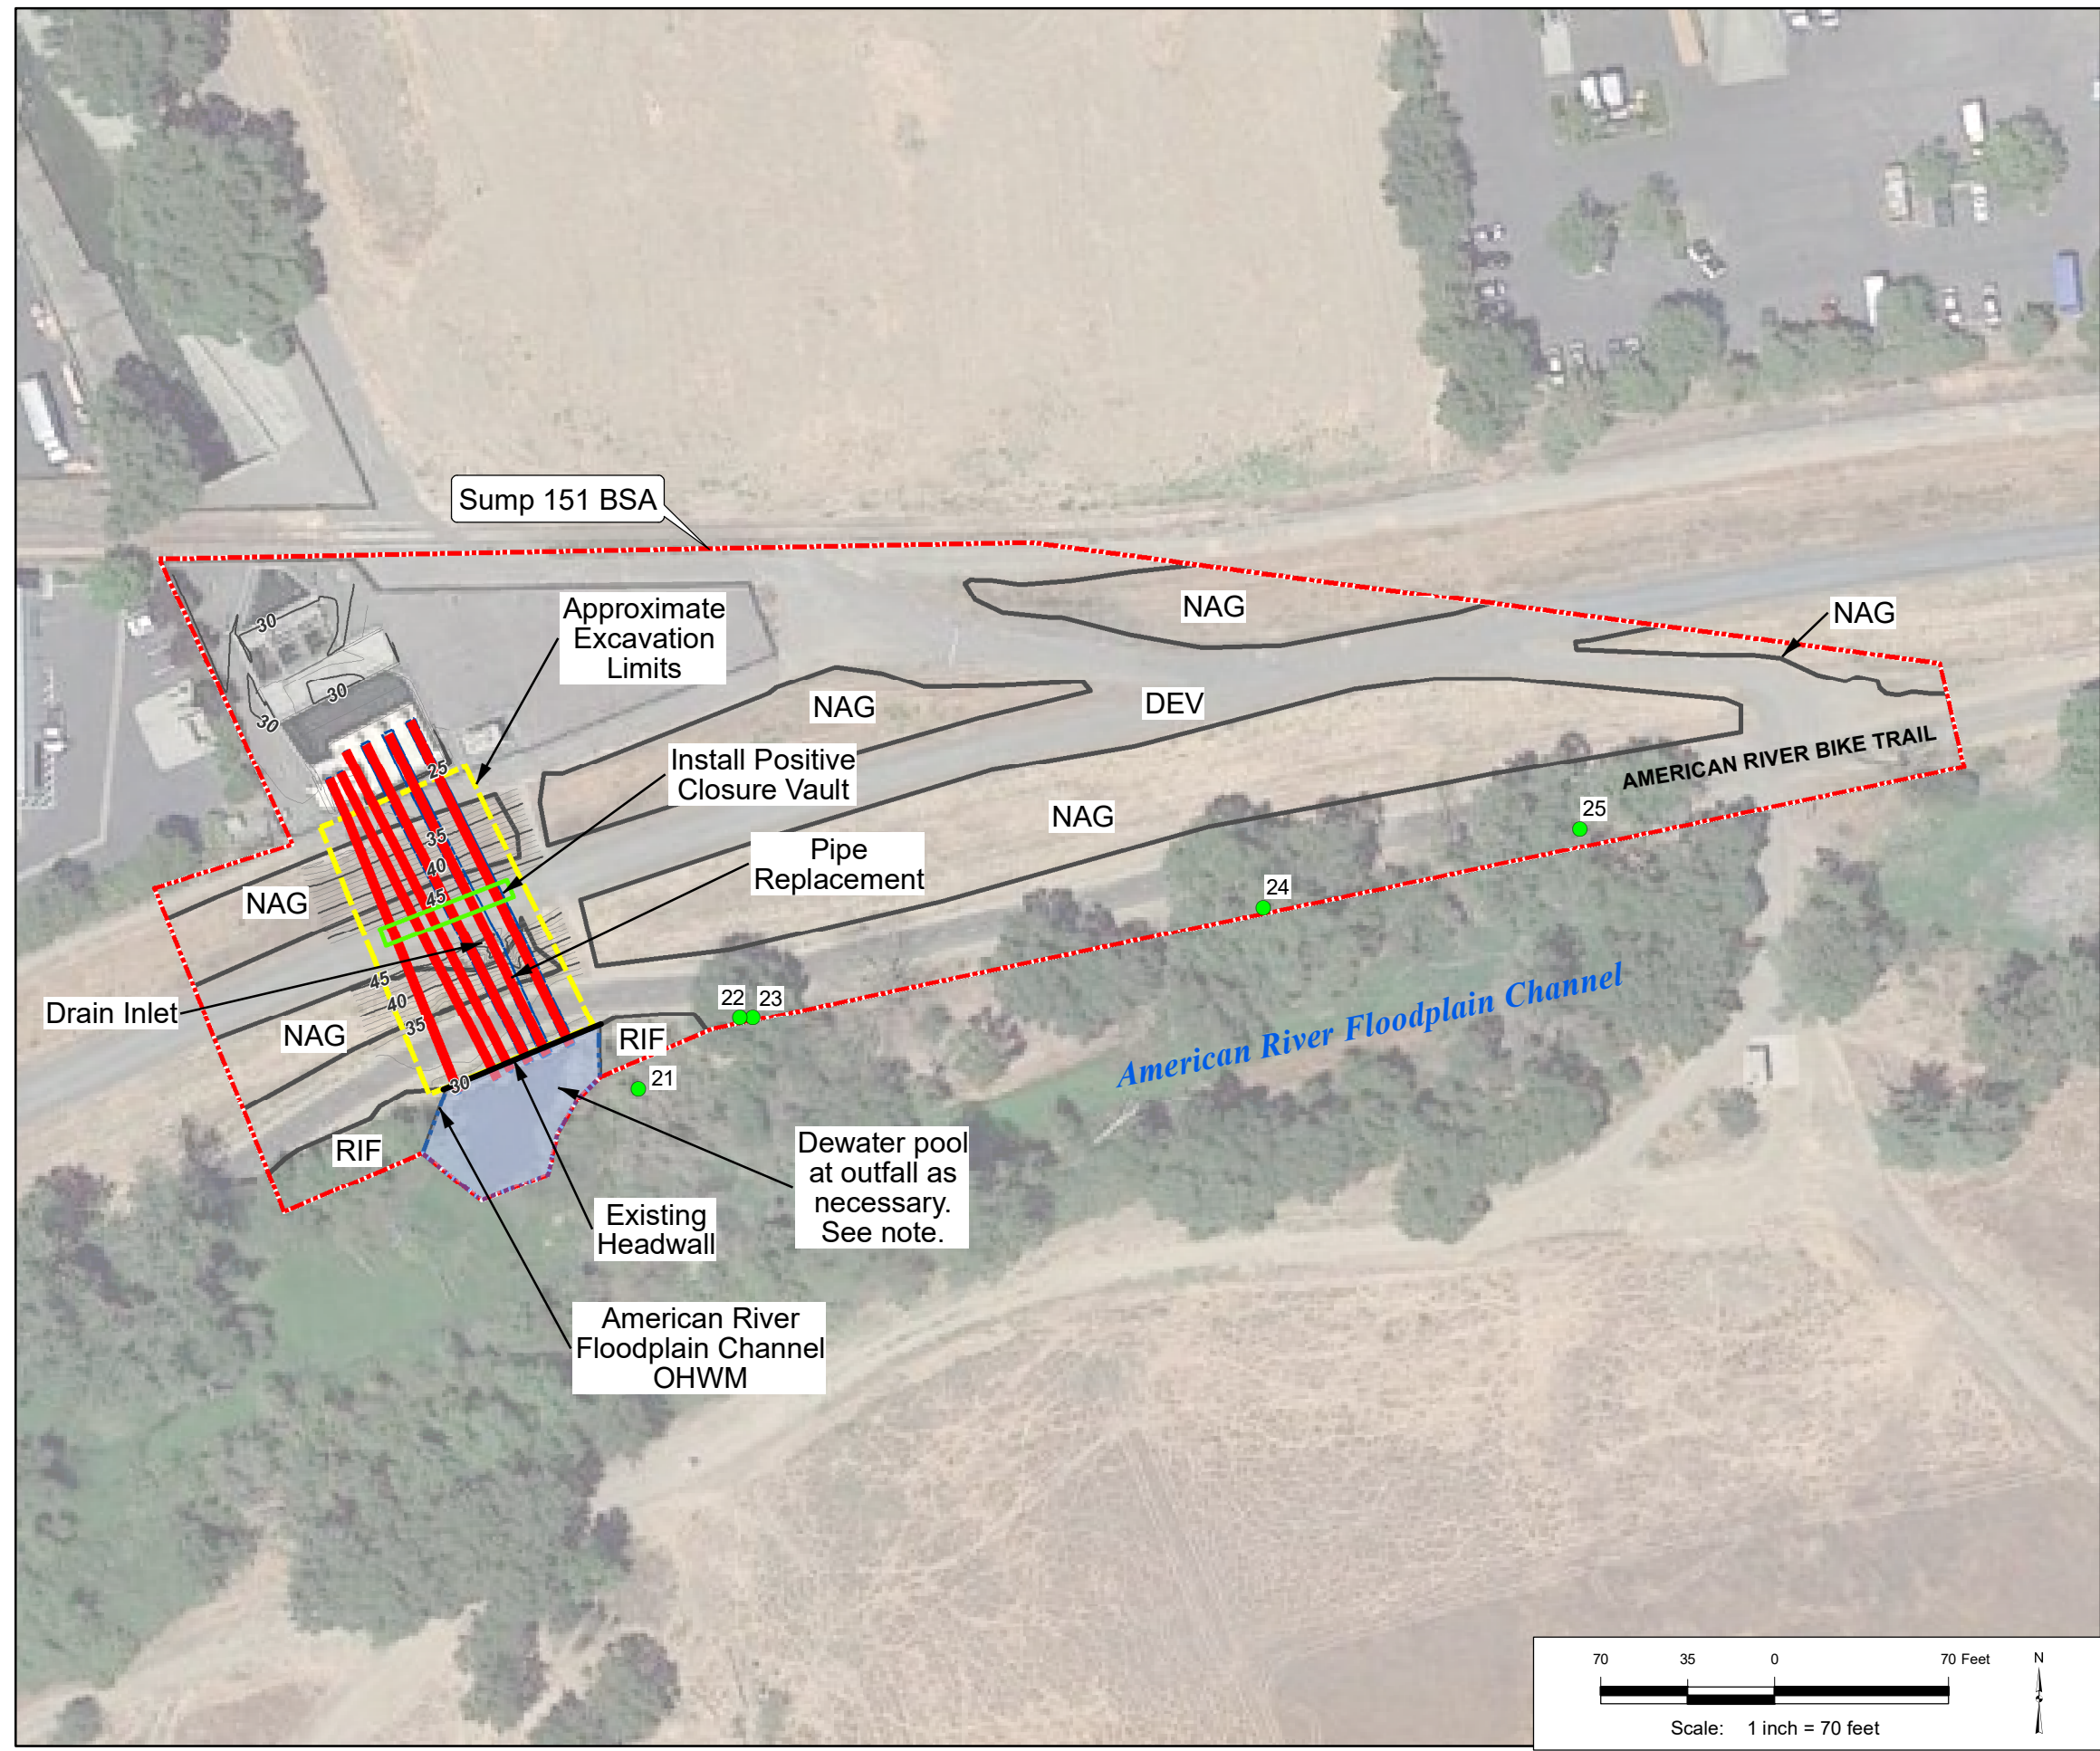 Sump 151 BSA
Approximate
Excavation
Limits
NAG
NAG
30
30
30
NAG
DEV
AMERICAN RIVER BIKE TRAIL
Install Positive
Closure Vault
25
NAG
25
35
40
45
Pipe
Replacement
24
NAG
45
40
35
Drain Inlet
NAG
22
23
RIF
American River Floodplain Channel
21
30
RIF
Dewater pool
at outfall as
necessary.
See note.
Existing
Headwall
American River
Floodplain Channel
OHWM
70 35 0 70 Feet
N
Scale: 1 inch = 70 feet